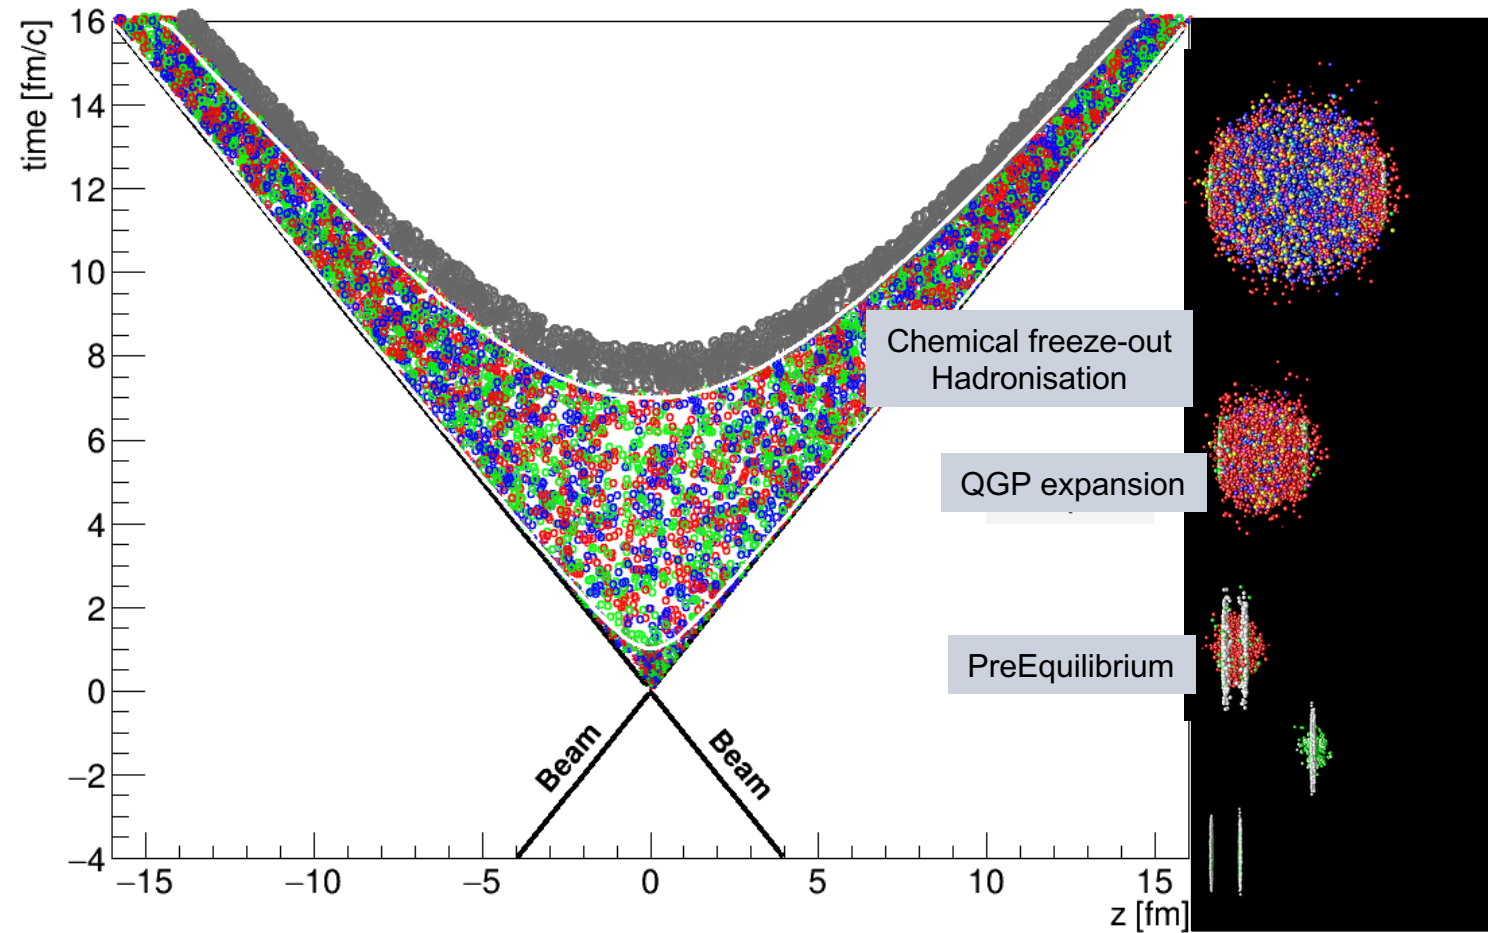 time [fm/c]
16
14
12
10
8
6
4
2
0
−2
−4
Chemical freeze-out
Hadronisation
QGP expansion
PreEquilibrium
Beam
Beam
−15 −10 −5 0 5 10 15
z [fm]